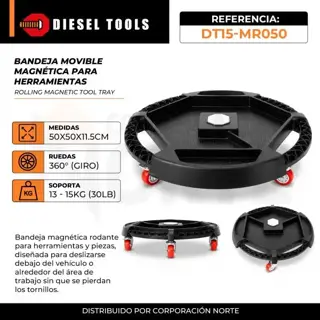 DIESEL TOOLS
REFERENCIA:
DT15-MR050
BANDEJA MOVIBLE
MAGNÉTICA PARA
HERRAMIENTAS
ROLLING MAGNETIC TOOL TRAY
MEDIDAS
50X50X11.5CM
RUEDAS
360° (GIRO)
KG
SOPORTA
13 - 15KG (30LB)
Bandeja magnética rodante
para herramientas y piezas,
diseñada para deslizarse
debajo del vehículo o
alrededor del área de
trabajo sin que se pierdan
los tornillos.
DISTRIBUIDO POR CORPORACIÓN NORTE